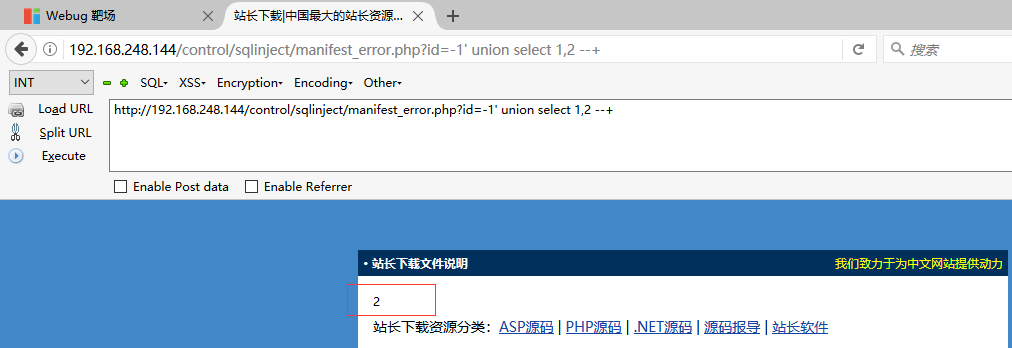 Webug 靶场
站长下载|中国最大的站长资源...
192.168.248.144/control/sqlinject/manifest_error.php?id=-1' union select 1,2 --+
搜索
INT
SQL
XSS
Encryption
Encoding
Other
Load URL
http://192.168.248.144/control/sqlinject/manifest_error.php?id=-1' union select 1,2 --+
Split URL
Execute
Enable Post data
Enable Referrer
• 站长下载文件说明
我们致力于为中文网站提供动力
2
站长下载资源分类：ASP源码 | PHP源码 | .NET源码 | 源码报导 | 站长软件